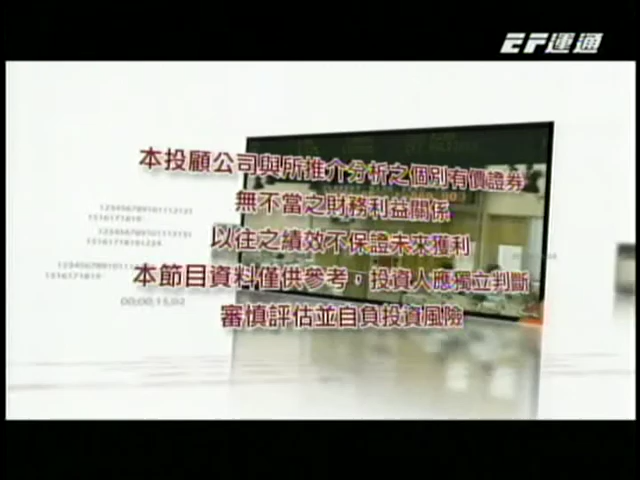 EF運通
本投顧公司與所推介分析之個別有價證券
無不當之財務利益關係
以往之績效不保證未來獲利
本節目資料僅供參考，投資人應獨立判斷
審慎評估並自負投資風險
00:00:15;02